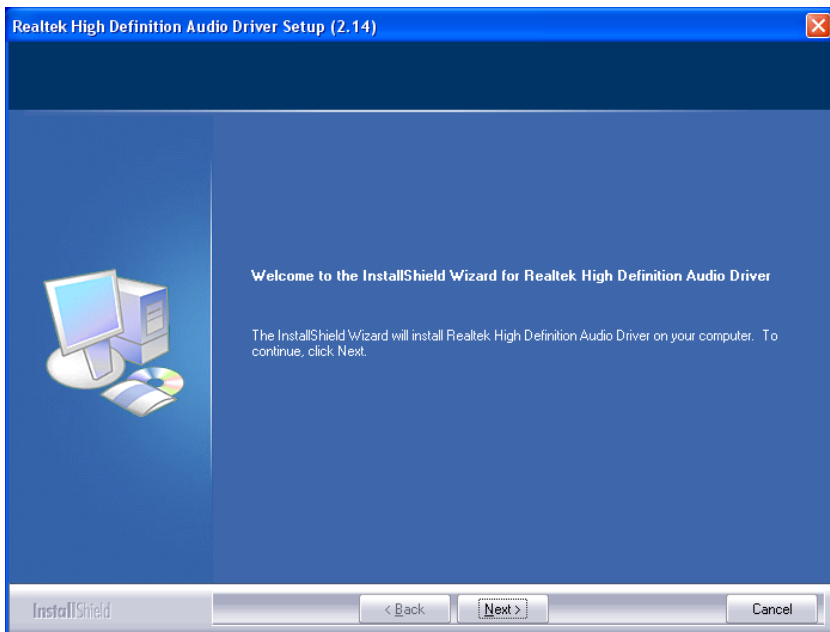 Realtek High Definition Audio Driver Setup (2.14)
Welcome to the InstallShield Wizard for Realtek High Definition Audio Driver
The InstallShield Wizard will install Realtek High Definition Audio Driver on your computer. To
continue, click Next.
InstallShield
< Back
Next >
Cancel